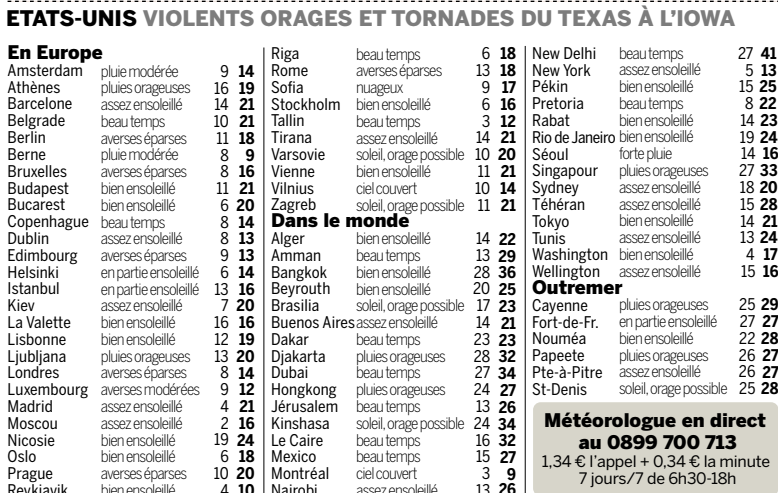 ETATS-UNIS VIOLENTS ORAGES ET TORNADES DU TEXAS À L'IOWA
En Europe
Amsterdam pluie modérée 9 14
Athènes pluies orageuses 16 19
Barcelone assez ensoleillé 14 21
Belgrade beau temps 10 21
Berlin averses éparses 11 18
Berne pluie modérée 8 9
Bruxelles averses éparses 8 16
Budapest bien ensoleillé 11 21
Bucarest bien ensoleillé 6 20
Copenhague beau temps 8 14
Dublin assez ensoleillé 8 13
Edimbourg averses éparses 9 13
Helsinki en partie ensoleillé 6 14
Istanbul en partie ensoleillé 13 16
Kiev assez ensoleillé 7 20
La Valette bien ensoleillé 16 16
Lisbonne bien ensoleillé 12 19
Ljubljana pluies orageuses 13 20
Londres averses éparses 8 14
Luxembourg averses modérées 9 12
Madrid assez ensoleillé 4 21
Moscou assez ensoleillé 2 16
Nicosie bien ensoleillé 19 24
Oslo bien ensoleillé 6 18
Prague averses éparses 10 20
Reykjavik bien ensoleillé 4 10
Riga beau temps 6 18
Rome averses éparses 13 18
Sofia nuageux 9 17
Stockholm bien ensoleillé 6 16
Tallin beau temps 3 12
Tirana assez ensoleillé 14 21
Varsovie soleil, orage possible 10 20
Vienne bien ensoleillé 11 21
Vilnius ciel couvert 10 14
Zagreb soleil, orage possible 11 21
Dans le monde
Alger bien ensoleillé 14 22
Amman beau temps 13 29
Bangkok bien ensoleillé 28 36
Beyrouth bien ensoleillé 20 25
Brasilia soleil, orage possible 17 23
Buenos Aires assez ensoleillé 14 21
Dakar beau temps 23 23
Djakarta pluies orageuses 28 32
Dubai beau temps 27 34
Hongkong pluies orageuses 24 27
Jérusalem beau temps 13 26
Kinshasa soleil, orage possible 24 34
Le Caire beau temps 16 32
Mexico beau temps 15 27
Montréal ciel couvert 3 9
Nairobi assez ensoleillé 13 26
New Delhi beau temps 27 41
New York assez ensoleillé 5 13
Pékin bien ensoleillé 15 25
Pretoria beau temps 8 22
Rabat bien ensoleillé 14 23
Rio de Janeiro bien ensoleillé 19 24
Séoul forte pluie 14 16
Singapour pluies orageuses 27 33
Sydney assez ensoleillé 18 20
Téhéran assez ensoleillé 15 28
Tokyo bien ensoleillé 14 21
Tunis assez ensoleillé 13 24
Washington bien ensoleillé 4 17
Wellington assez ensoleillé 15 16
Outremer
Cayenne pluies orageuses 25 29
Fort-de-Fr. en partie ensoleillé 27 27
Nouméa bien ensoleillé 22 28
Papeete pluies orageuses 26 27
Pte-à-Pitre assez ensoleillé 26 27
St-Denis soleil, orage possible 25 28
Météorologue en direct
au 0899 700 713
1,34 € l'appel + 0,34 € la minute
7 jours/7 de 6h30-18h